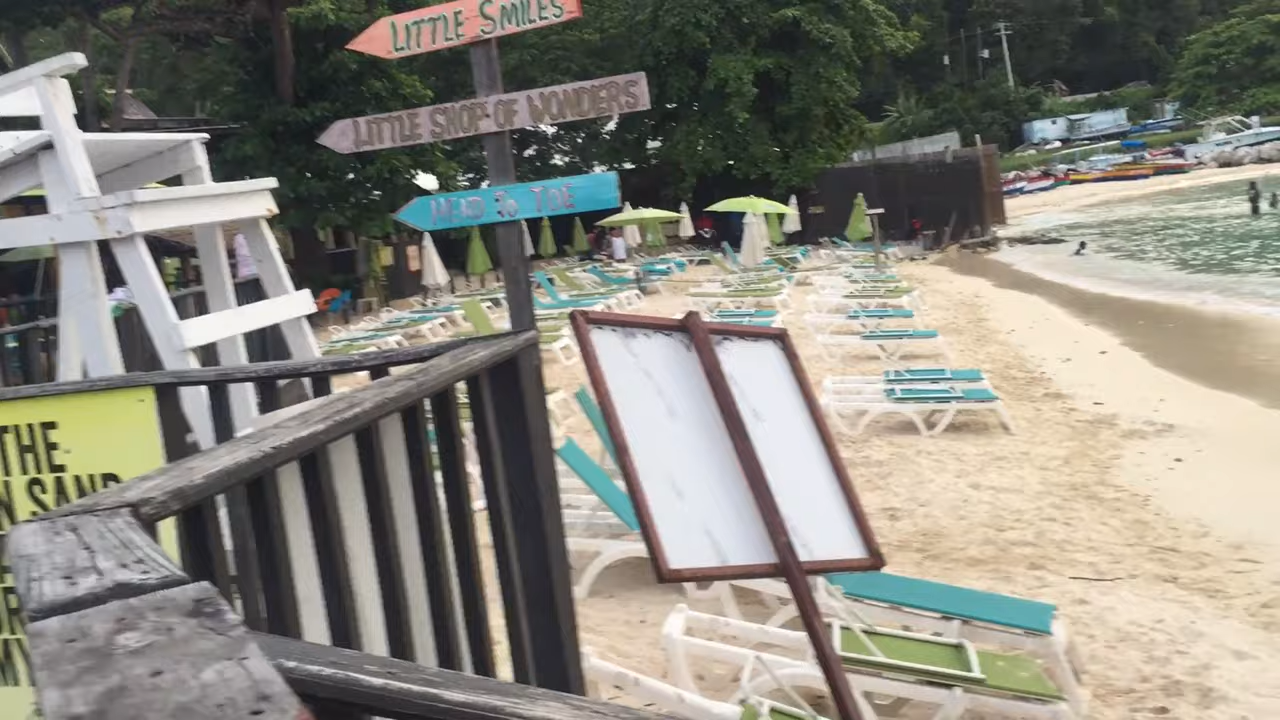 LITTLE SMILES
LITTLE SHOP OF WONDERS
HEAD TO TOE
THE
SAND